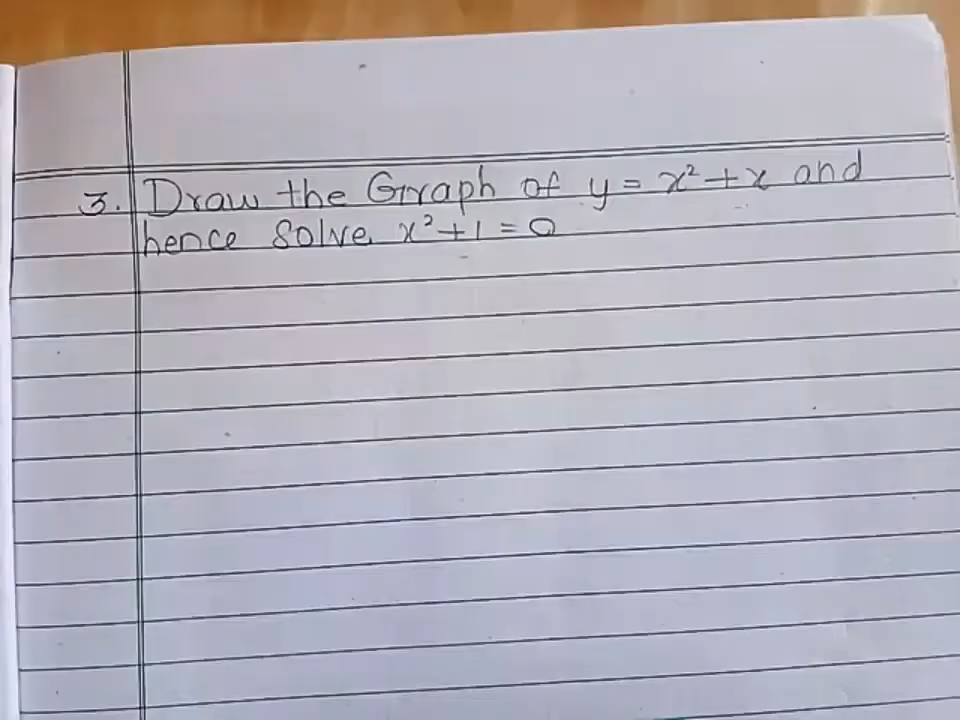 3. Draw the Graph of y = x² + x and
hence solve x² + 1 = 0